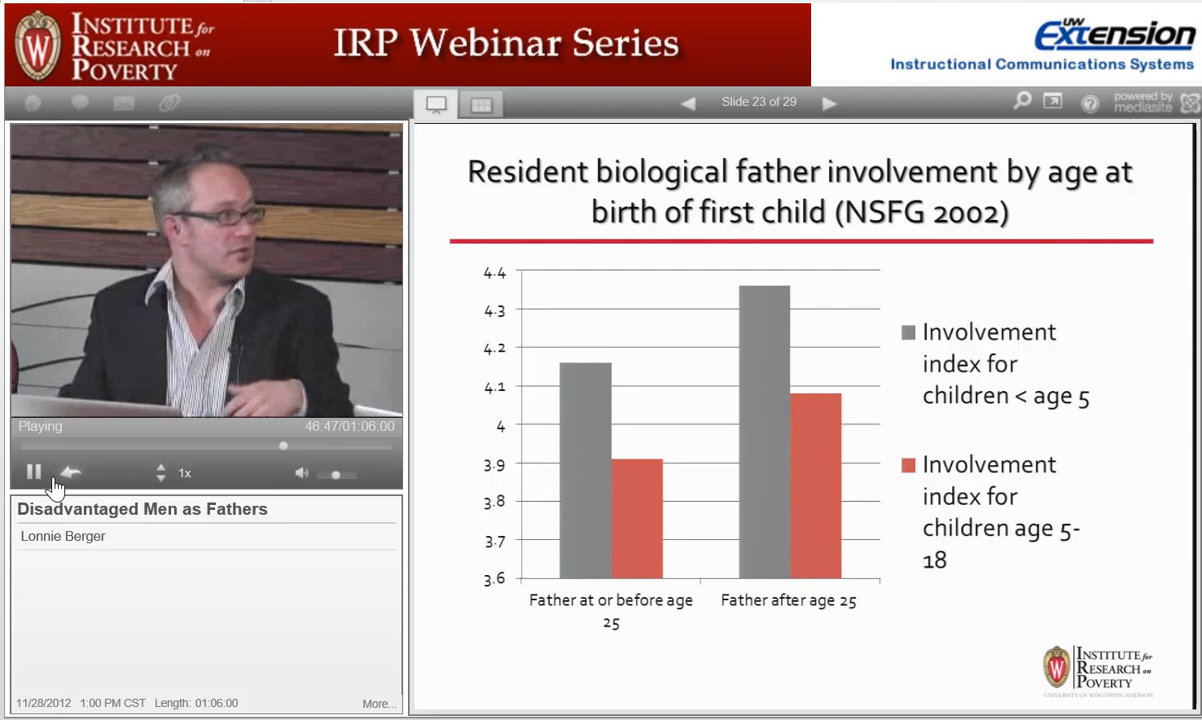 INSTITUTE for
RESEARCH on
POVERTY
IRP Webinar Series
UW
Extension
Instructional Communications Systems
Slide 23 of 29
powered by
mediasite
Playing
46:47/01:06:00
1x
Disadvantaged Men as Fathers
Lonnie Berger
11/28/2012 1:00 PM CST Length: 01:06:00
More...
Resident biological father involvement by age at
birth of first child (NSFG 2002)
4.4
4.3
4.2
4.1
4
3.9
3.8
3.7
3.6
Father at or before age
25
Father after age 25
Involvement
index for
children < age 5
Involvement
index for
children age 5-
18
INSTITUTE for
RESEARCH on
POVERTY
UNIVERSITY OF WISCONSIN-MADISON